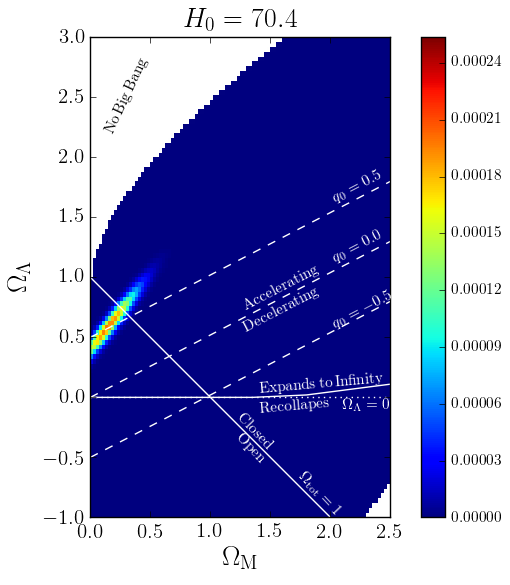 H₀ = 70.4
No Big Bang
q₀ = 0.5
q₀ = 0.0
Accelerating
Decelerating
q₀ = −0.5
Expands to Infinity
Recollapes
Ω_Λ = 0
Closed
Open
Ω_tot = 1
3.0
2.5
2.0
1.5
1.0
0.5
0.0
−0.5
−1.0
Ω_Λ
0.0
0.5
1.0
1.5
2.0
2.5
Ω_M
0.00024
0.00021
0.00018
0.00015
0.00012
0.00009
0.00006
0.00003
0.00000